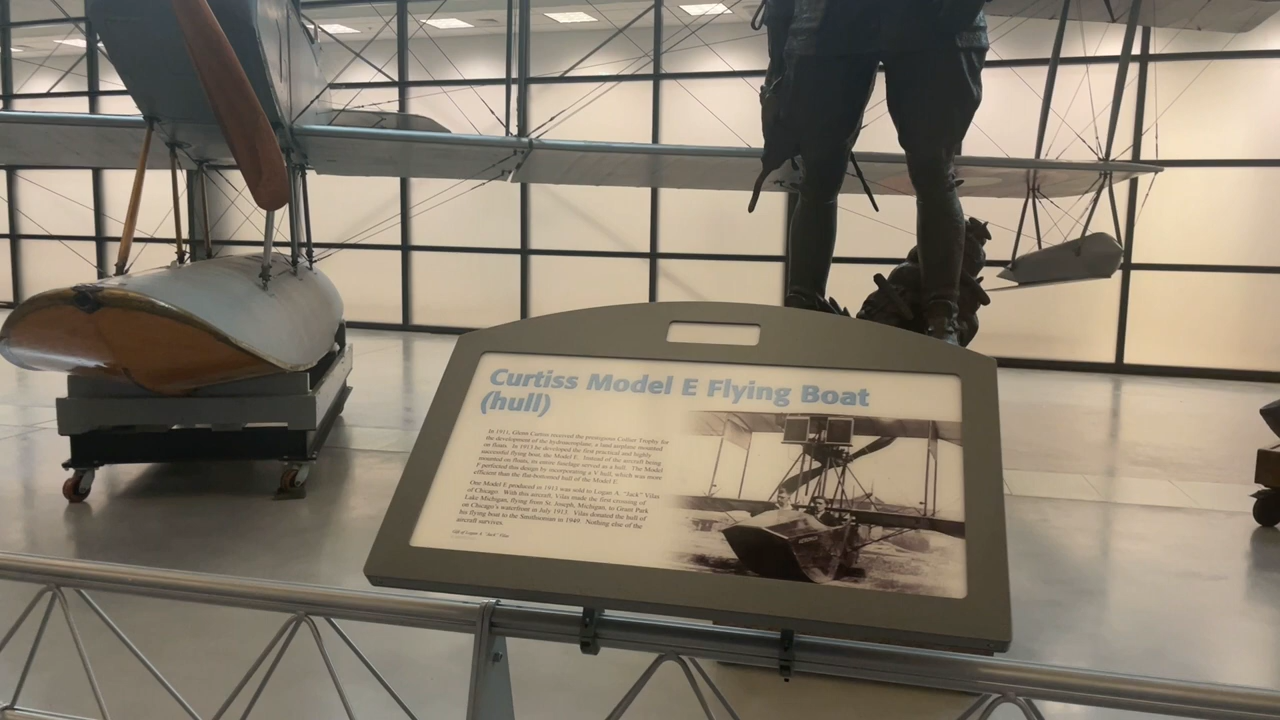 Curtiss Model E Flying Boat
(hull)
In 1911, Glenn Curtiss received the prestigious Collier Trophy for
the development of the hydroaeroplane, a land airplane mounted
on floats. In 1913 he developed the first practical and highly
successful flying boat, the Model E. Instead of the aircraft being
mounted on floats, its entire fuselage served as a hull. The Model
F perfected this design by incorporating a V hull, which was more
efficient than the flat-bottomed hull of the Model E.
One Model E produced in 1913 was sold to Logan A. "Jack" Vilas
of Chicago. With this aircraft, Vilas made the first crossing of
Lake Michigan, flying from St. Joseph, Michigan, to Grant Park
on Chicago's waterfront in July 1913. Vilas donated the hull of
his flying boat to the Smithsonian in 1949. Nothing else of the
aircraft survives.
Gift of Logan A. "Jack" Vilas